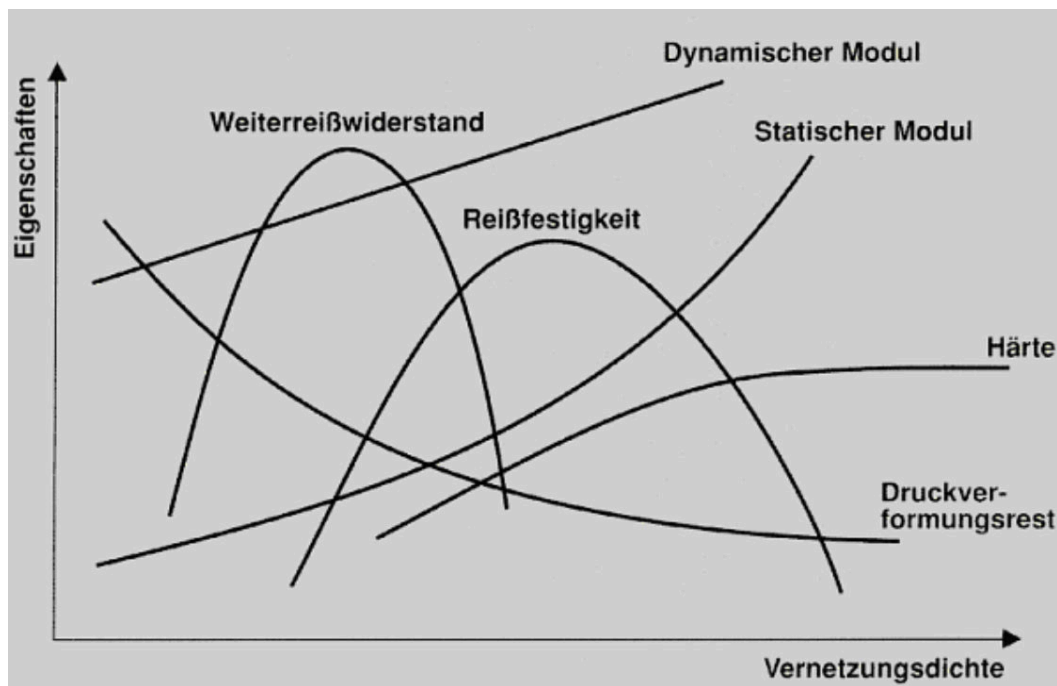 Dynamischer Modul
Eigenschaften
Weiterreißwiderstand
Statischer Modul
Reißfestigkeit
Härte
Druckver-
formungsrest
Vernetzungsdichte